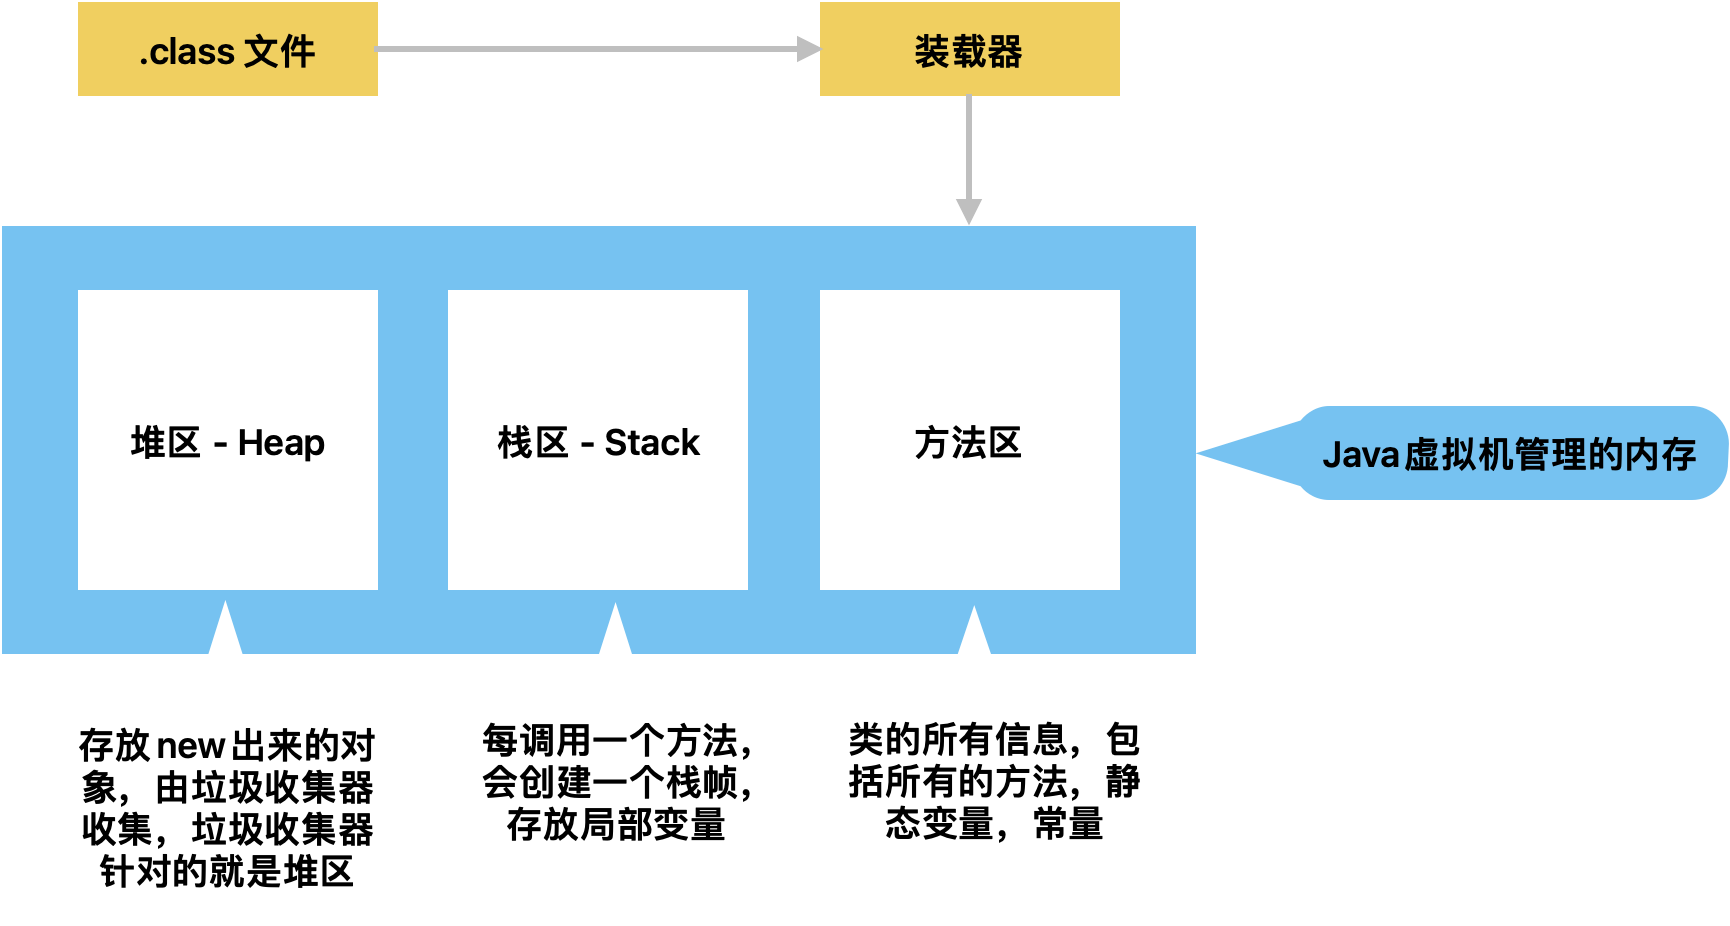 .class 文件
装载器
堆区 - Heap
栈区 - Stack
方法区
Java虚拟机管理的内存
存放new出来的对
象，由垃圾收集器
收集，垃圾收集器
针对的就是堆区
每调用一个方法，
会创建一个栈帧，
存放局部变量
类的所有信息，包
括所有的方法，静
态变量，常量